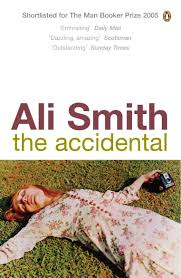 Shortlisted for The Man Booker Prize 2005
'Enthralling' Daily Mail
'Dazzling, amazing' Scotsman
'Outstanding' Sunday Times
Ali Smith
the accidental